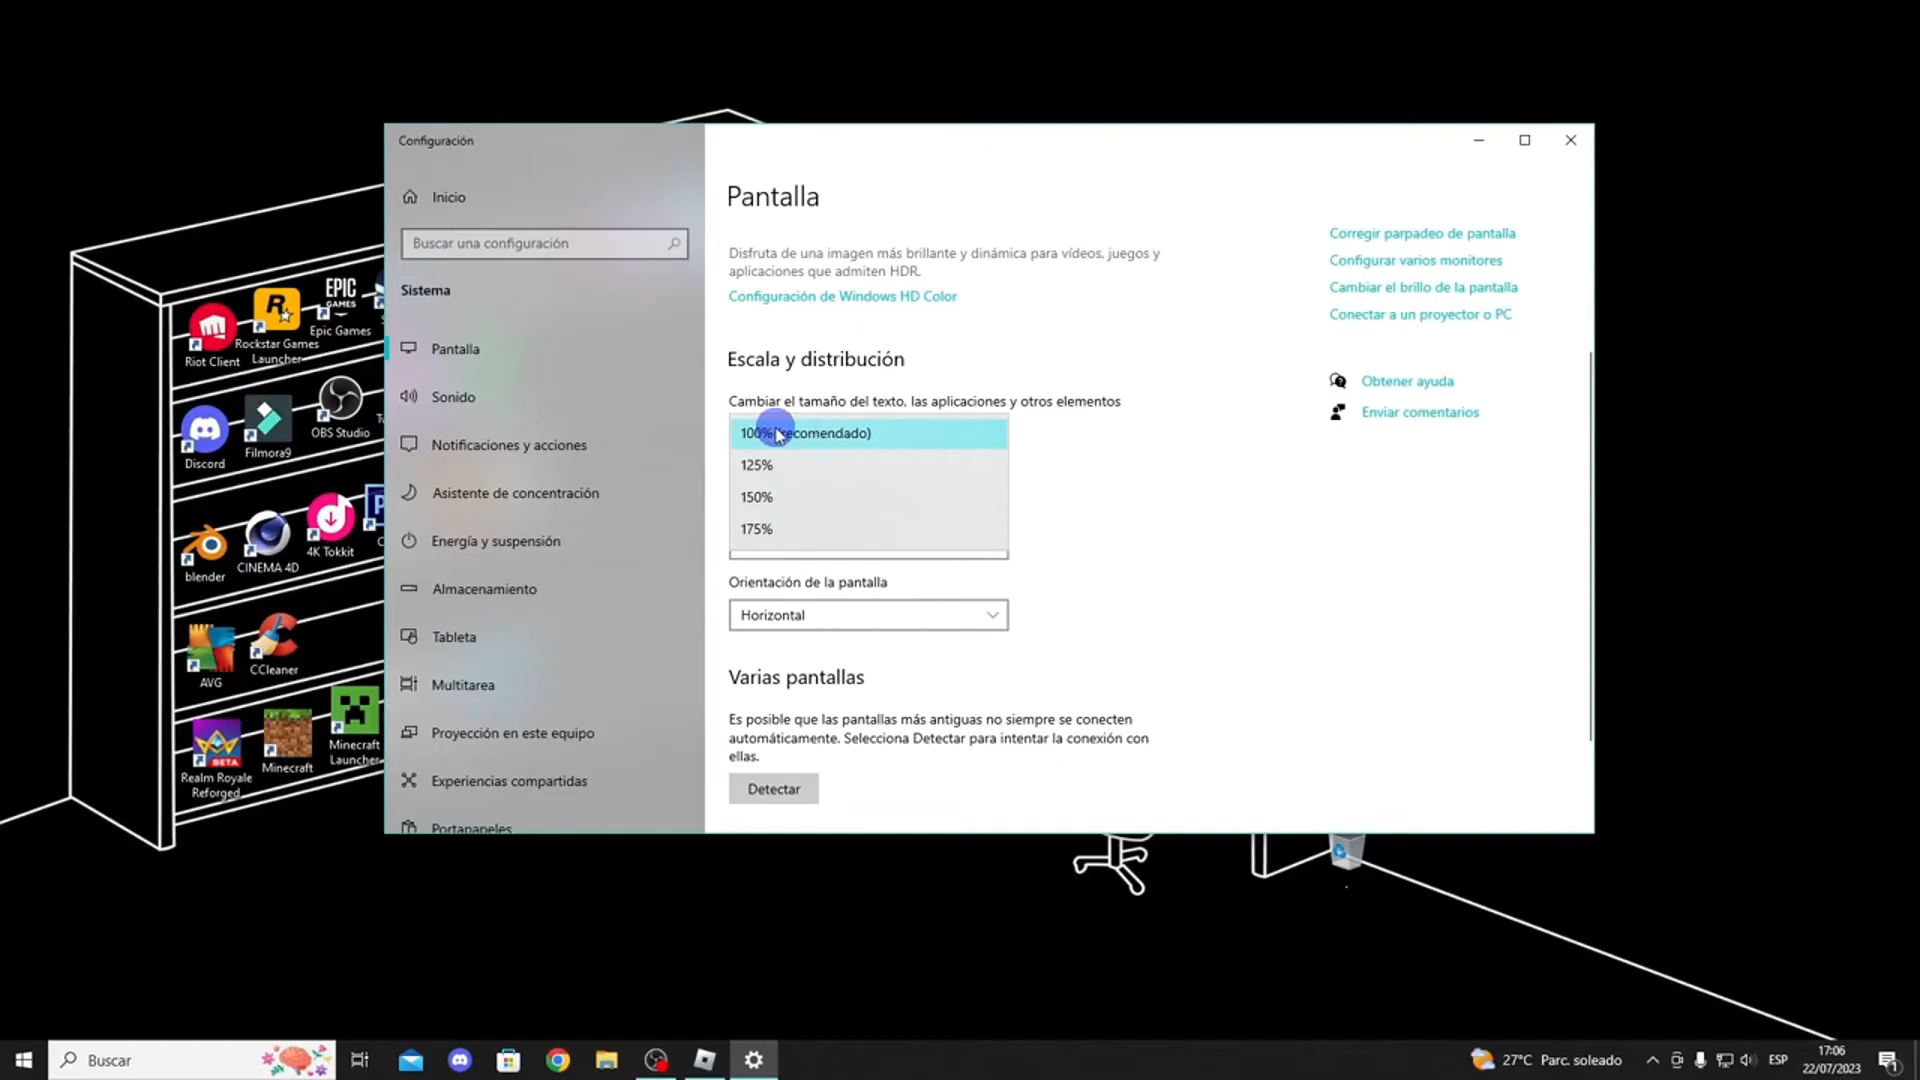 Configuración
Inicio
Buscar una configuración
Sistema
Pantalla
Sonido
Notificaciones y acciones
Asistente de concentración
Energía y suspensión
Almacenamiento
Tableta
Multitarea
Proyección en este equipo
Experiencias compartidas
Portapapeles
Pantalla
Disfruta de una imagen más brillante y dinámica para vídeos, juegos y
aplicaciones que admiten HDR.
Configuración de Windows HD Color
Escala y distribución
Cambiar el tamaño del texto, las aplicaciones y otros elementos
100% (recomendado)
125%
150%
175%
Orientación de la pantalla
Horizontal
Varias pantallas
Es posible que las pantallas más antiguas no siempre se conecten
automáticamente. Selecciona Detectar para intentar la conexión con
ellas.
Detectar
Corregir parpadeo de pantalla
Configurar varios monitores
Cambiar el brillo de la pantalla
Conectar a un proyector o PC
Obtener ayuda
Enviar comentarios
EPIC
GAMES
Riot Client
Rockstar Games
Launcher
Epic Games
Discord
Filmora9
OBS Studio
blender
CINEMA 4D
4K Tokkit
AVG
CCleaner
BETA
Realm Royale
Reforged
Minecraft
Minecraft
Launcher
Buscar
27°C Parc. soleado
ESP
17:06
22/07/2023
1